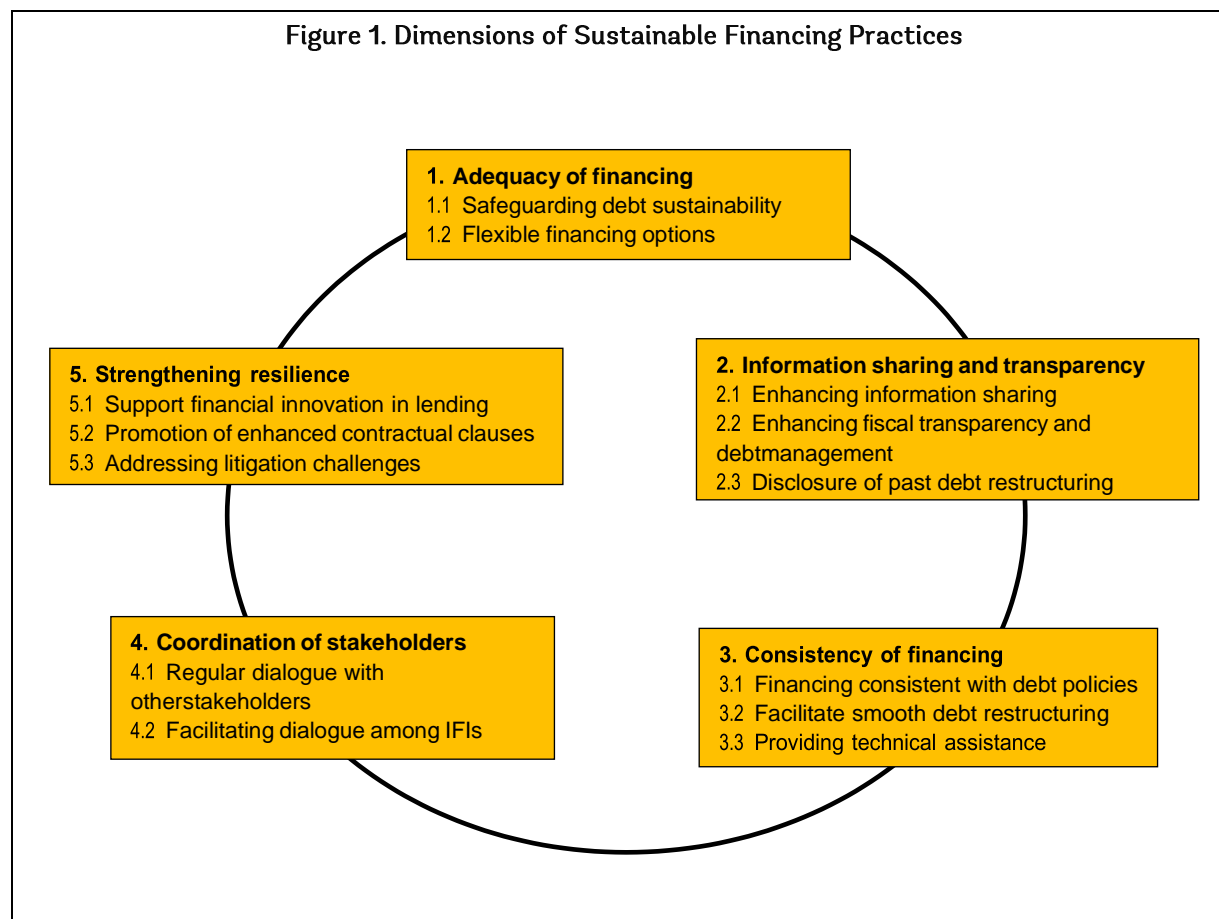 Figure 1. Dimensions of Sustainable Financing Practices
1. Adequacy of financing
1.1 Safeguarding debt sustainability
1.2 Flexible financing options
2. Information sharing and transparency
2.1 Enhancing information sharing
2.2 Enhancing fiscal transparency and
debtmanagement
2.3 Disclosure of past debt restructuring
3. Consistency of financing
3.1 Financing consistent with debt policies
3.2 Facilitate smooth debt restructuring
3.3 Providing technical assistance
4. Coordination of stakeholders
4.1 Regular dialogue with
otherstakeholders
4.2 Facilitating dialogue among IFIs
5. Strengthening resilience
5.1 Support financial innovation in lending
5.2 Promotion of enhanced contractual clauses
5.3 Addressing litigation challenges